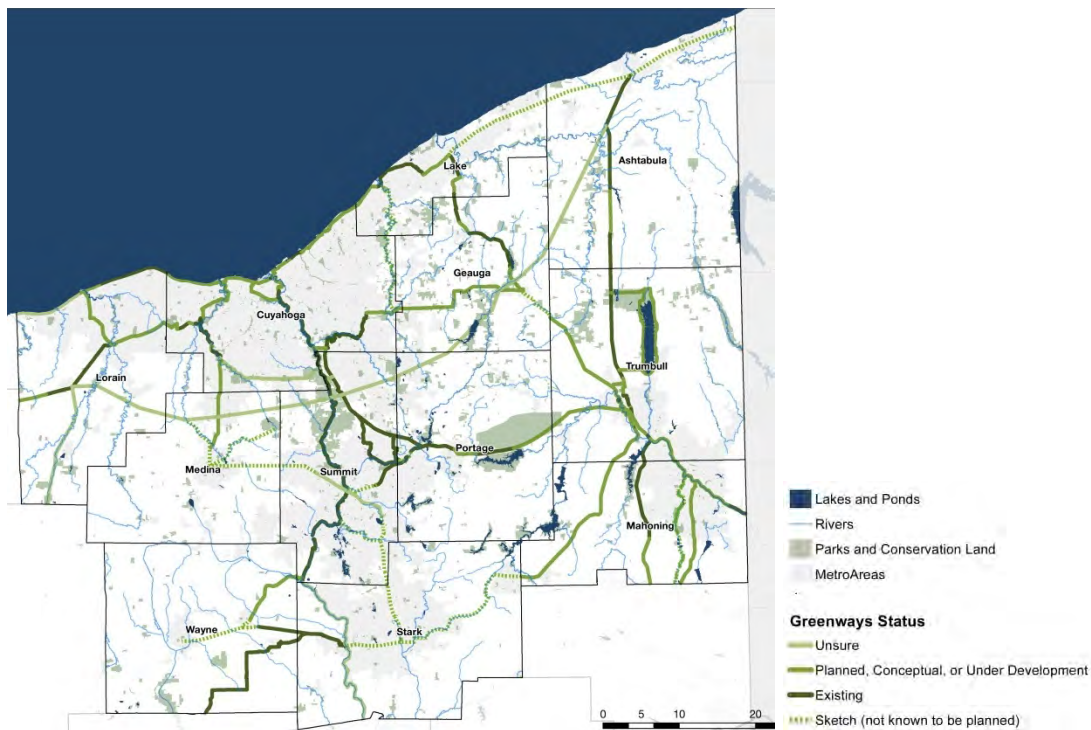 Ashtabula
Lake
Geauga
Cuyahoga
Trumbull
Lorain
Portage
Medina
Summit
Mahoning
Wayne
Stark
Lakes and Ponds
Rivers
Parks and Conservation Land
MetroAreas
Greenways Status
Unsure
Planned, Conceptual, or Under Development
Existing
Sketch (not known to be planned)
0 5 10 20